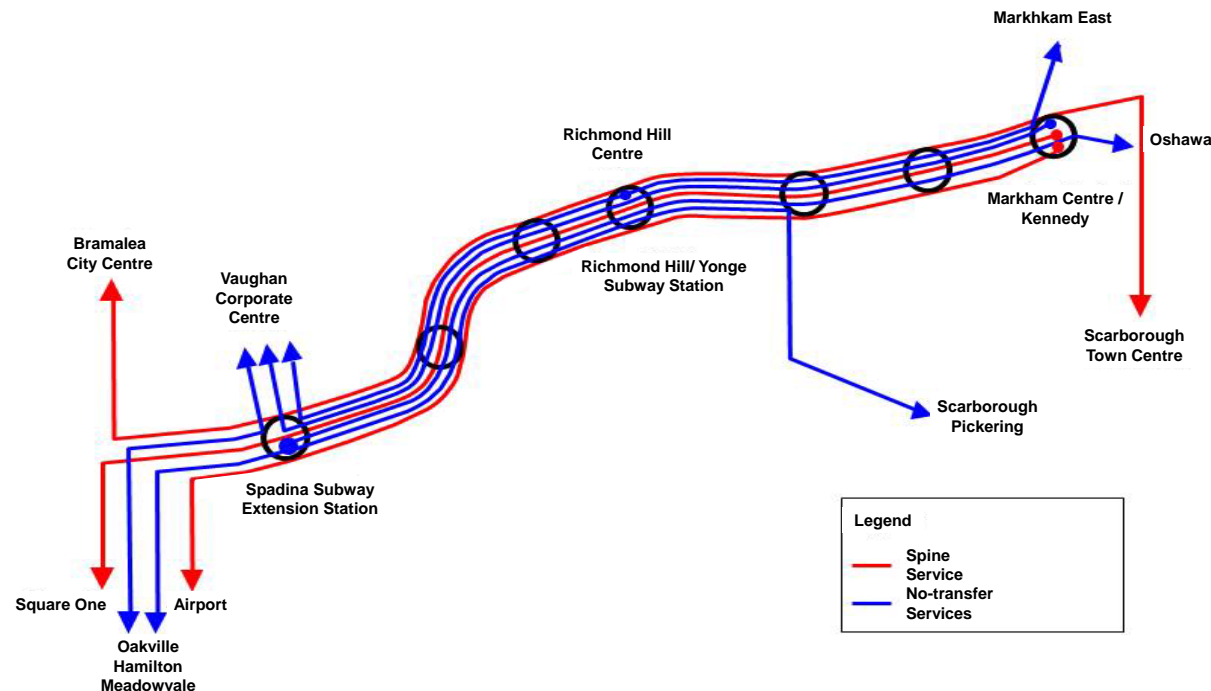 Markhkam East
Richmond Hill
Centre
Oshawa
Markham Centre /
Kennedy
Bramalea
City Centre
Vaughan
Corporate
Centre
Richmond Hill/ Yonge
Subway Station
Scarborough
Town Centre
Scarborough
Pickering
Spadina Subway
Extension Station
Legend
Spine
Service
No-transfer
Services
Square One
Airport
Oakville
Hamilton
Meadowvale